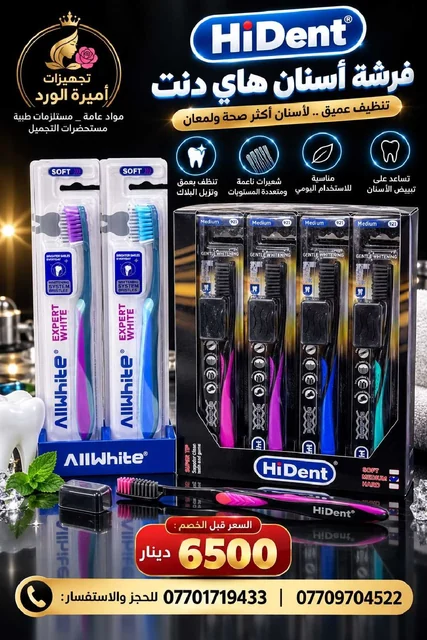 HiDent®
فرشة أسنان هاي دنت
تنظيف عميق .. لأسنان أكثر صحة ولمعان
تجهيزات
أميرة الورد
مواد عامة _ مستلزمات طبية
مستحضرات التجميل
تساعد على
تبييض الأسنان
مناسبة
للاستخدام اليومي
شعيرات ناعمة
ومتعددة المستويات
تنظف بعمق
وتزيل البلاك
SOFT
SOFT
EXPERT
WHITE
AllWhite®
EXPERT
WHITE
AllWhite®
ALLWHITE®
Medium
Medium
Medium
Medium
GENTLE WHITENING
GENTLE WHITENING
GENTLE WHITENING
GENTLE WHITENING
HiDent®
SOFT
MEDIUM
HARD
HiDent®
السعر قبل الخصم :
6500 دينار
للحجز والاستفسار: 07701719433 | 07709704522